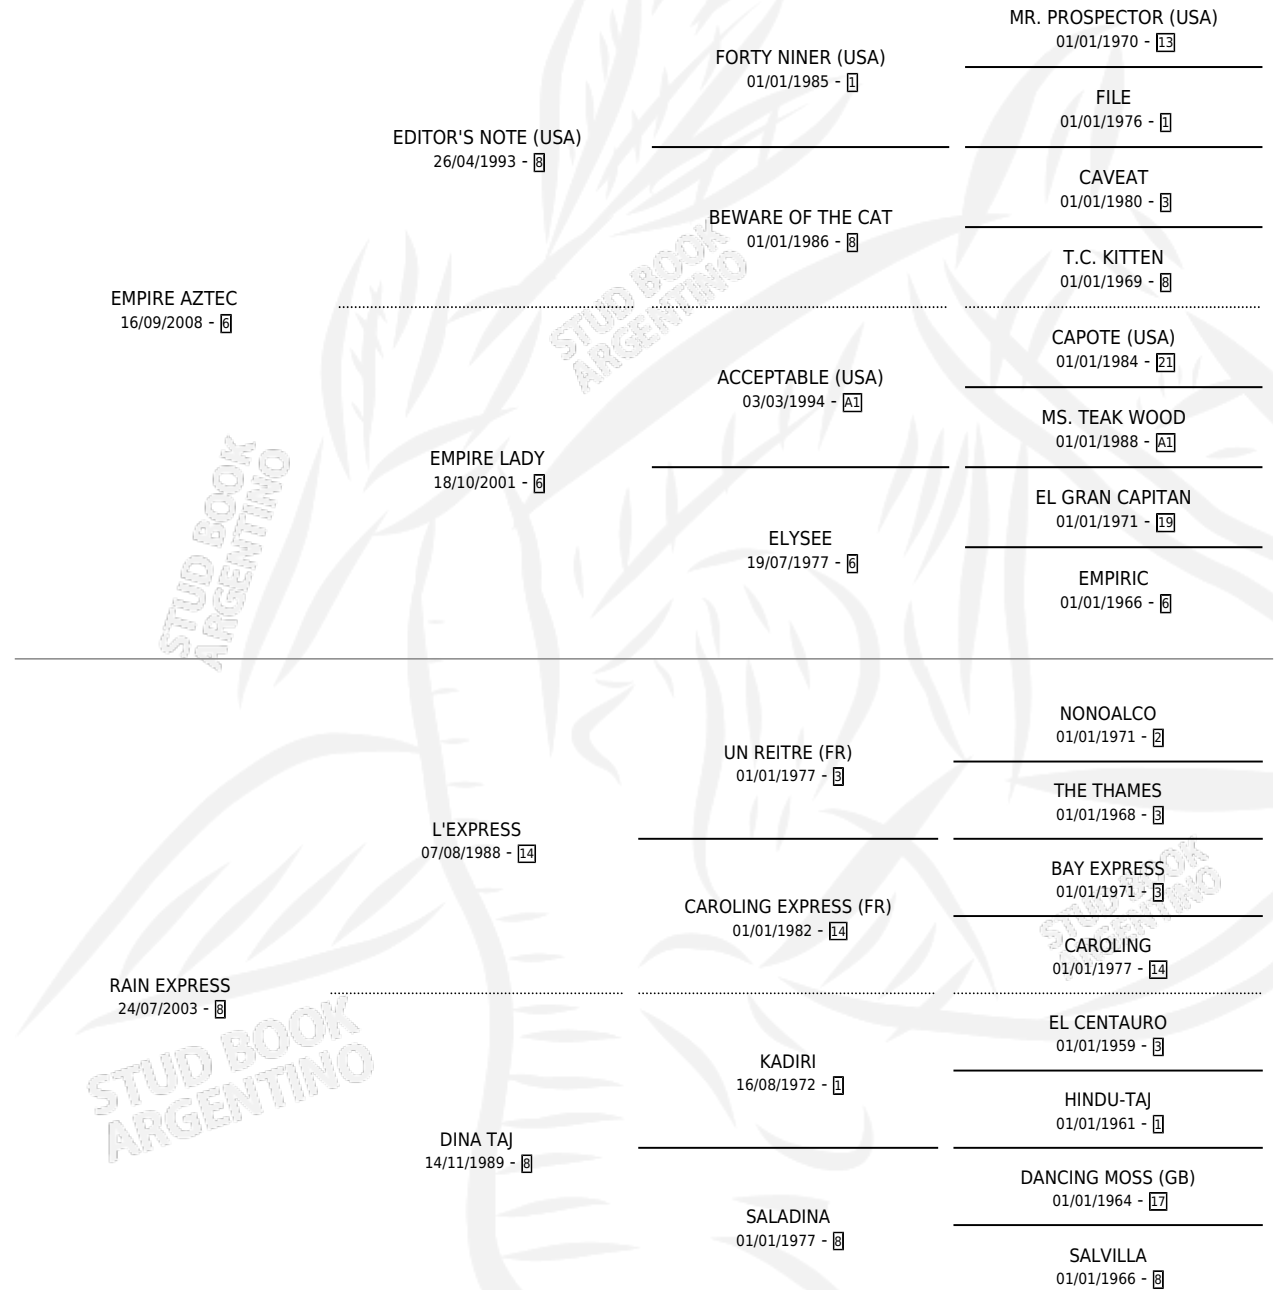 MR. PROSPECTOR (USA)
01/01/1970 - 13
FORTY NINER (USA)
01/01/1985 - 1
FILE
01/01/1976 - 1
EDITOR'S NOTE (USA)
26/04/1993 - 8
CAVEAT
01/01/1980 - 3
BEWARE OF THE CAT
01/01/1986 - 8
T.C. KITTEN
01/01/1969 - 8
EMPIRE AZTEC
16/09/2008 - 6
CAPOTE (USA)
01/01/1984 - 21
ACCEPTABLE (USA)
03/03/1994 - A1
MS. TEAK WOOD
01/01/1988 - A1
EMPIRE LADY
18/10/2001 - 6
EL GRAN CAPITAN
01/01/1971 - 19
ELYSEE
19/07/1977 - 6
EMPIRIC
01/01/1966 - 6
NONOALCO
01/01/1971 - 2
UN REITRE (FR)
01/01/1977 - 3
THE THAMES
01/01/1968 - 3
L'EXPRESS
07/08/1988 - 14
BAY EXPRESS
01/01/1971 - 3
CAROLING EXPRESS (FR)
01/01/1982 - 14
CAROLING
01/01/1977 - 14
RAIN EXPRESS
24/07/2003 - 8
EL CENTAURO
01/01/1959 - 3
KADIRI
16/08/1972 - 1
HINDU-TAJ
01/01/1961 - 1
DINA TAJ
14/11/1989 - 8
DANCING MOSS (GB)
01/01/1964 - 17
SALADINA
01/01/1977 - 8
SALVILLA
01/01/1966 - 8
STUD BOOK
ARGENTINO
STUD BOOK
ARGENTINO
STUD BOOK
ARGENTINO
STUD BOOK
ARGENTINO